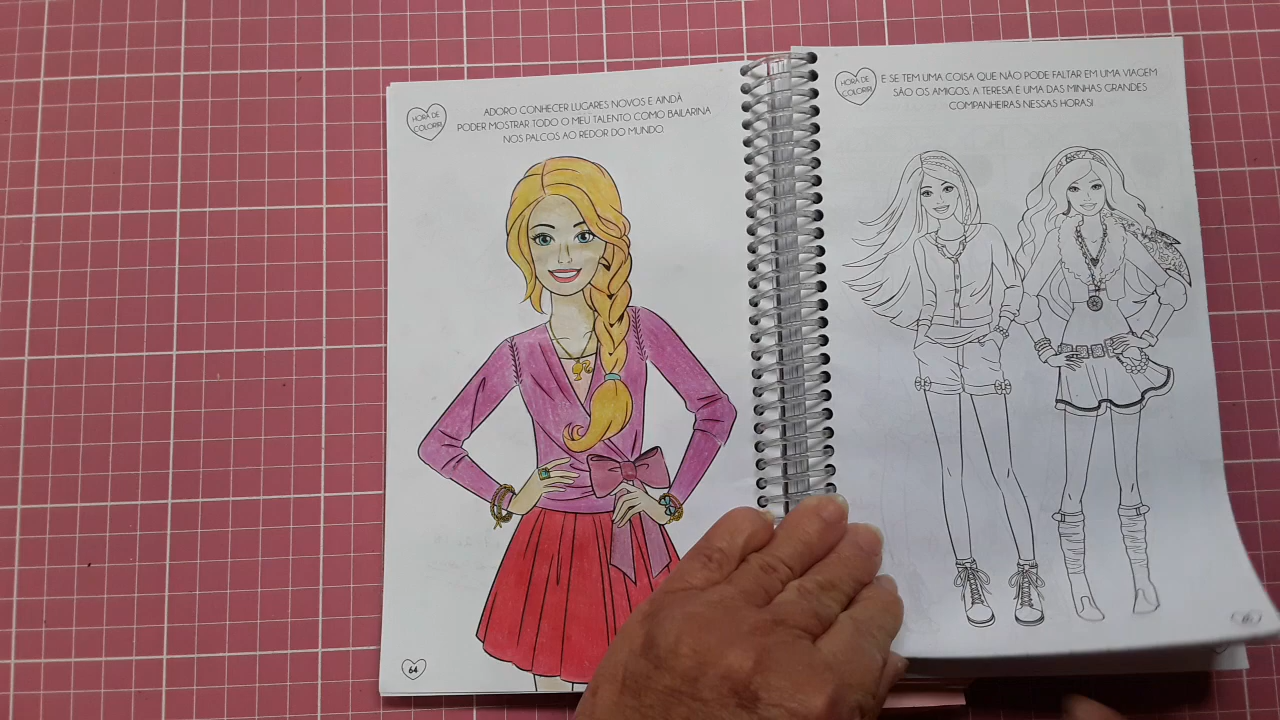 HORA DE
COLORIR!
ADORO CONHECER LUGARES NOVOS E AINDA
PODER MOSTRAR TODO O MEU TALENTO COMO BAILARINA
NOS PALCOS AO REDOR DO MUNDO.
64
HORA DE
COLORIR!
E SE TEM UMA COISA QUE NÃO PODE FALTAR EM UMA VIAGEM
SÃO OS AMIGOS. A TERESA É UMA DAS MINHAS GRANDES
COMPANHEIRAS NESSAS HORAS!